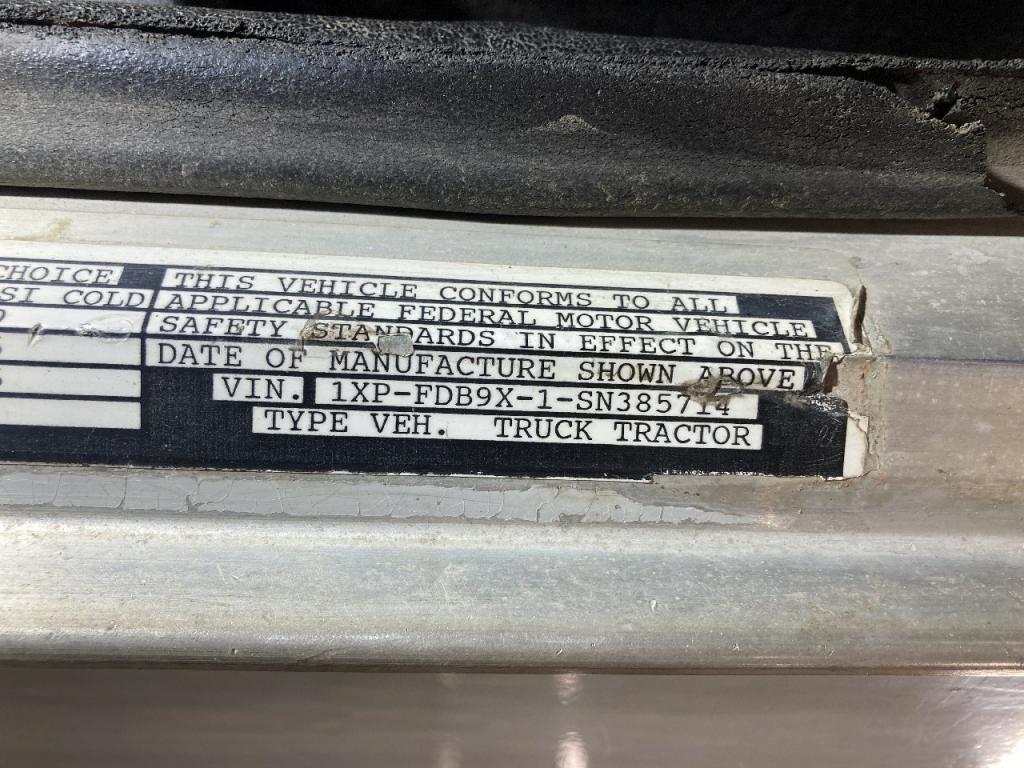 CHOICE
SI COLD
THIS VEHICLE CONFORMS TO ALL
APPLICABLE FEDERAL MOTOR VEHICLE
SAFETY STANDARDS IN EFFECT ON THE
DATE OF MANUFACTURE SHOWN ABOVE
VIN. 1XP-FDB9X-1-SN385714
TYPE VEH. TRUCK TRACTOR